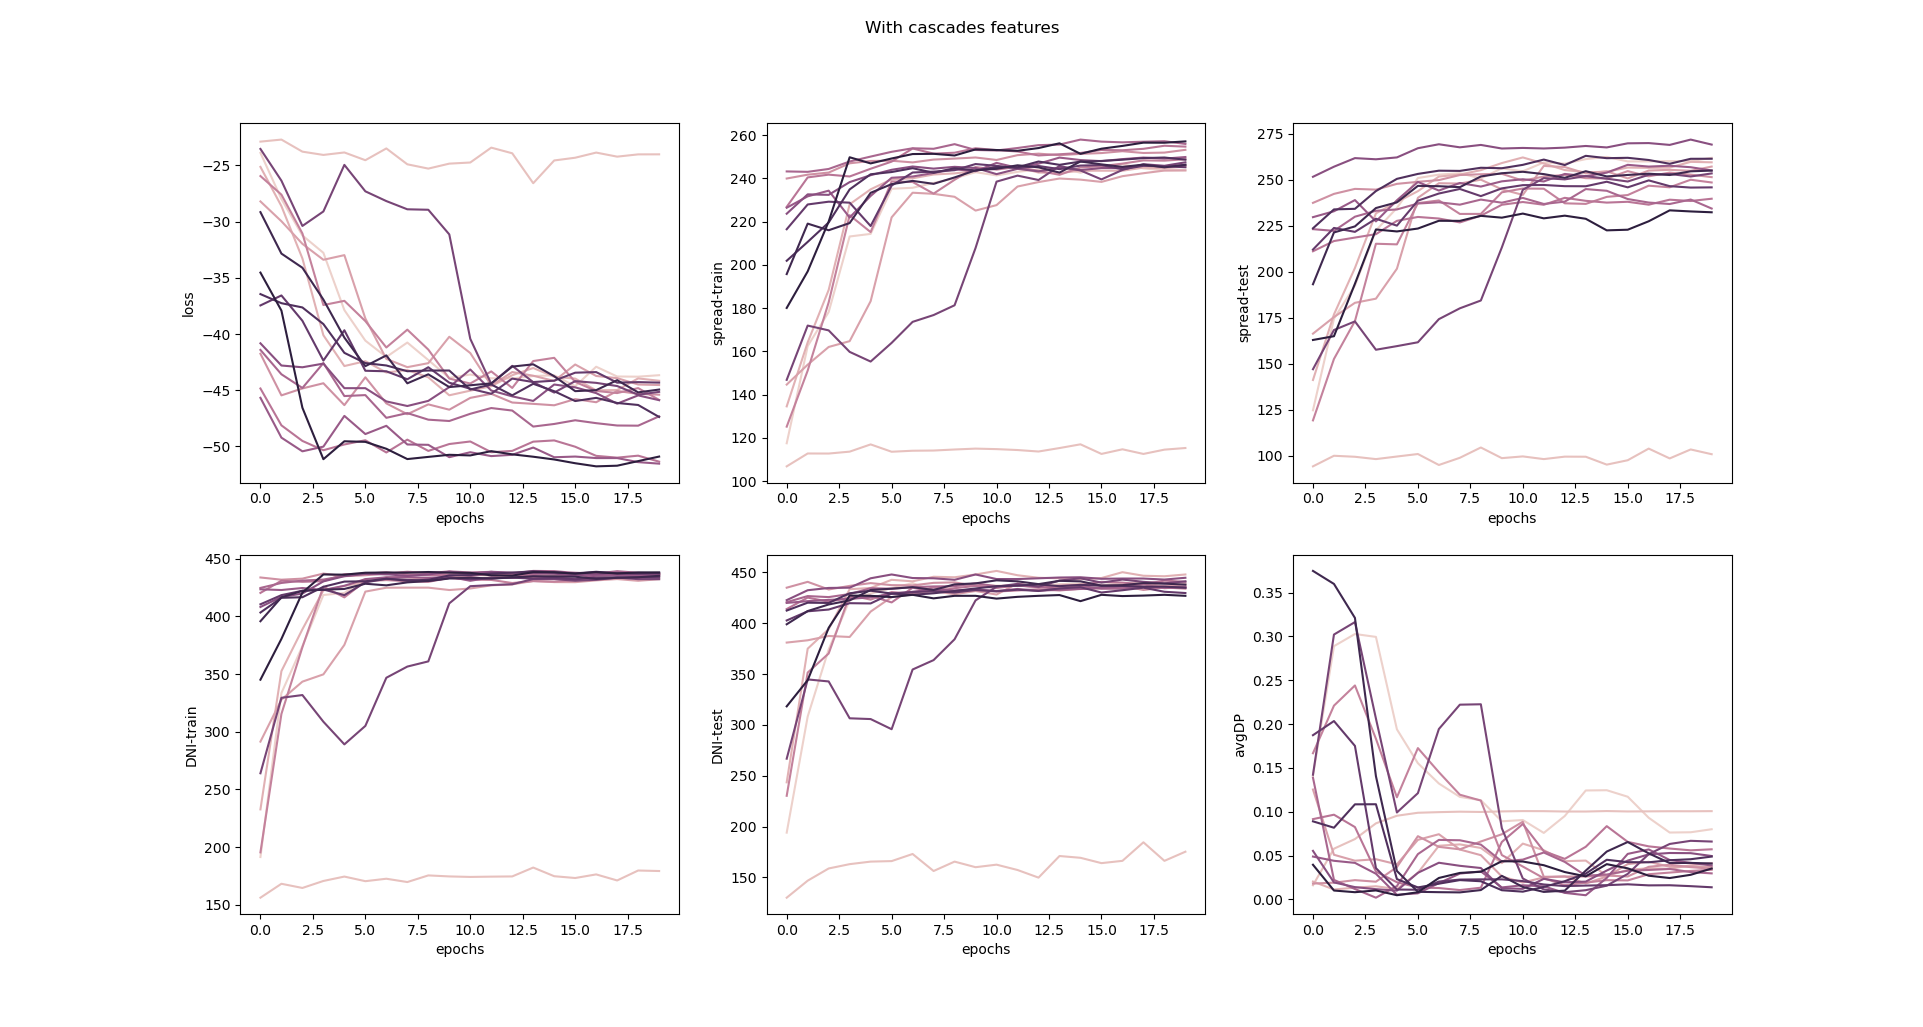 With cascades features
loss
−25
−30
−35
−40
−45
−50
0.0 2.5 5.0 7.5 10.0 12.5 15.0 17.5
epochs
spread-train
260
240
220
200
180
160
140
120
100
0.0 2.5 5.0 7.5 10.0 12.5 15.0 17.5
epochs
spread-test
275
250
225
200
175
150
125
100
0.0 2.5 5.0 7.5 10.0 12.5 15.0 17.5
epochs
DNI-train
450
400
350
300
250
200
150
0.0 2.5 5.0 7.5 10.0 12.5 15.0 17.5
epochs
DNI-test
450
400
350
300
250
200
150
0.0 2.5 5.0 7.5 10.0 12.5 15.0 17.5
epochs
avgDP
0.35
0.30
0.25
0.20
0.15
0.10
0.05
0.00
0.0 2.5 5.0 7.5 10.0 12.5 15.0 17.5
epochs